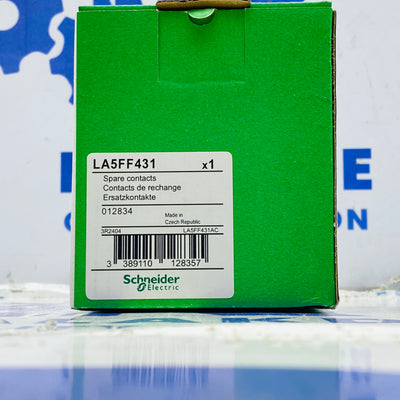 LA5FF431 x1
Spare contacts
Contacts de rechange
Ersatzkontakte
012834
Made in
Czech Republic
3R2404 LA5FF431AC
3 389110 128357
Schneider
Electric